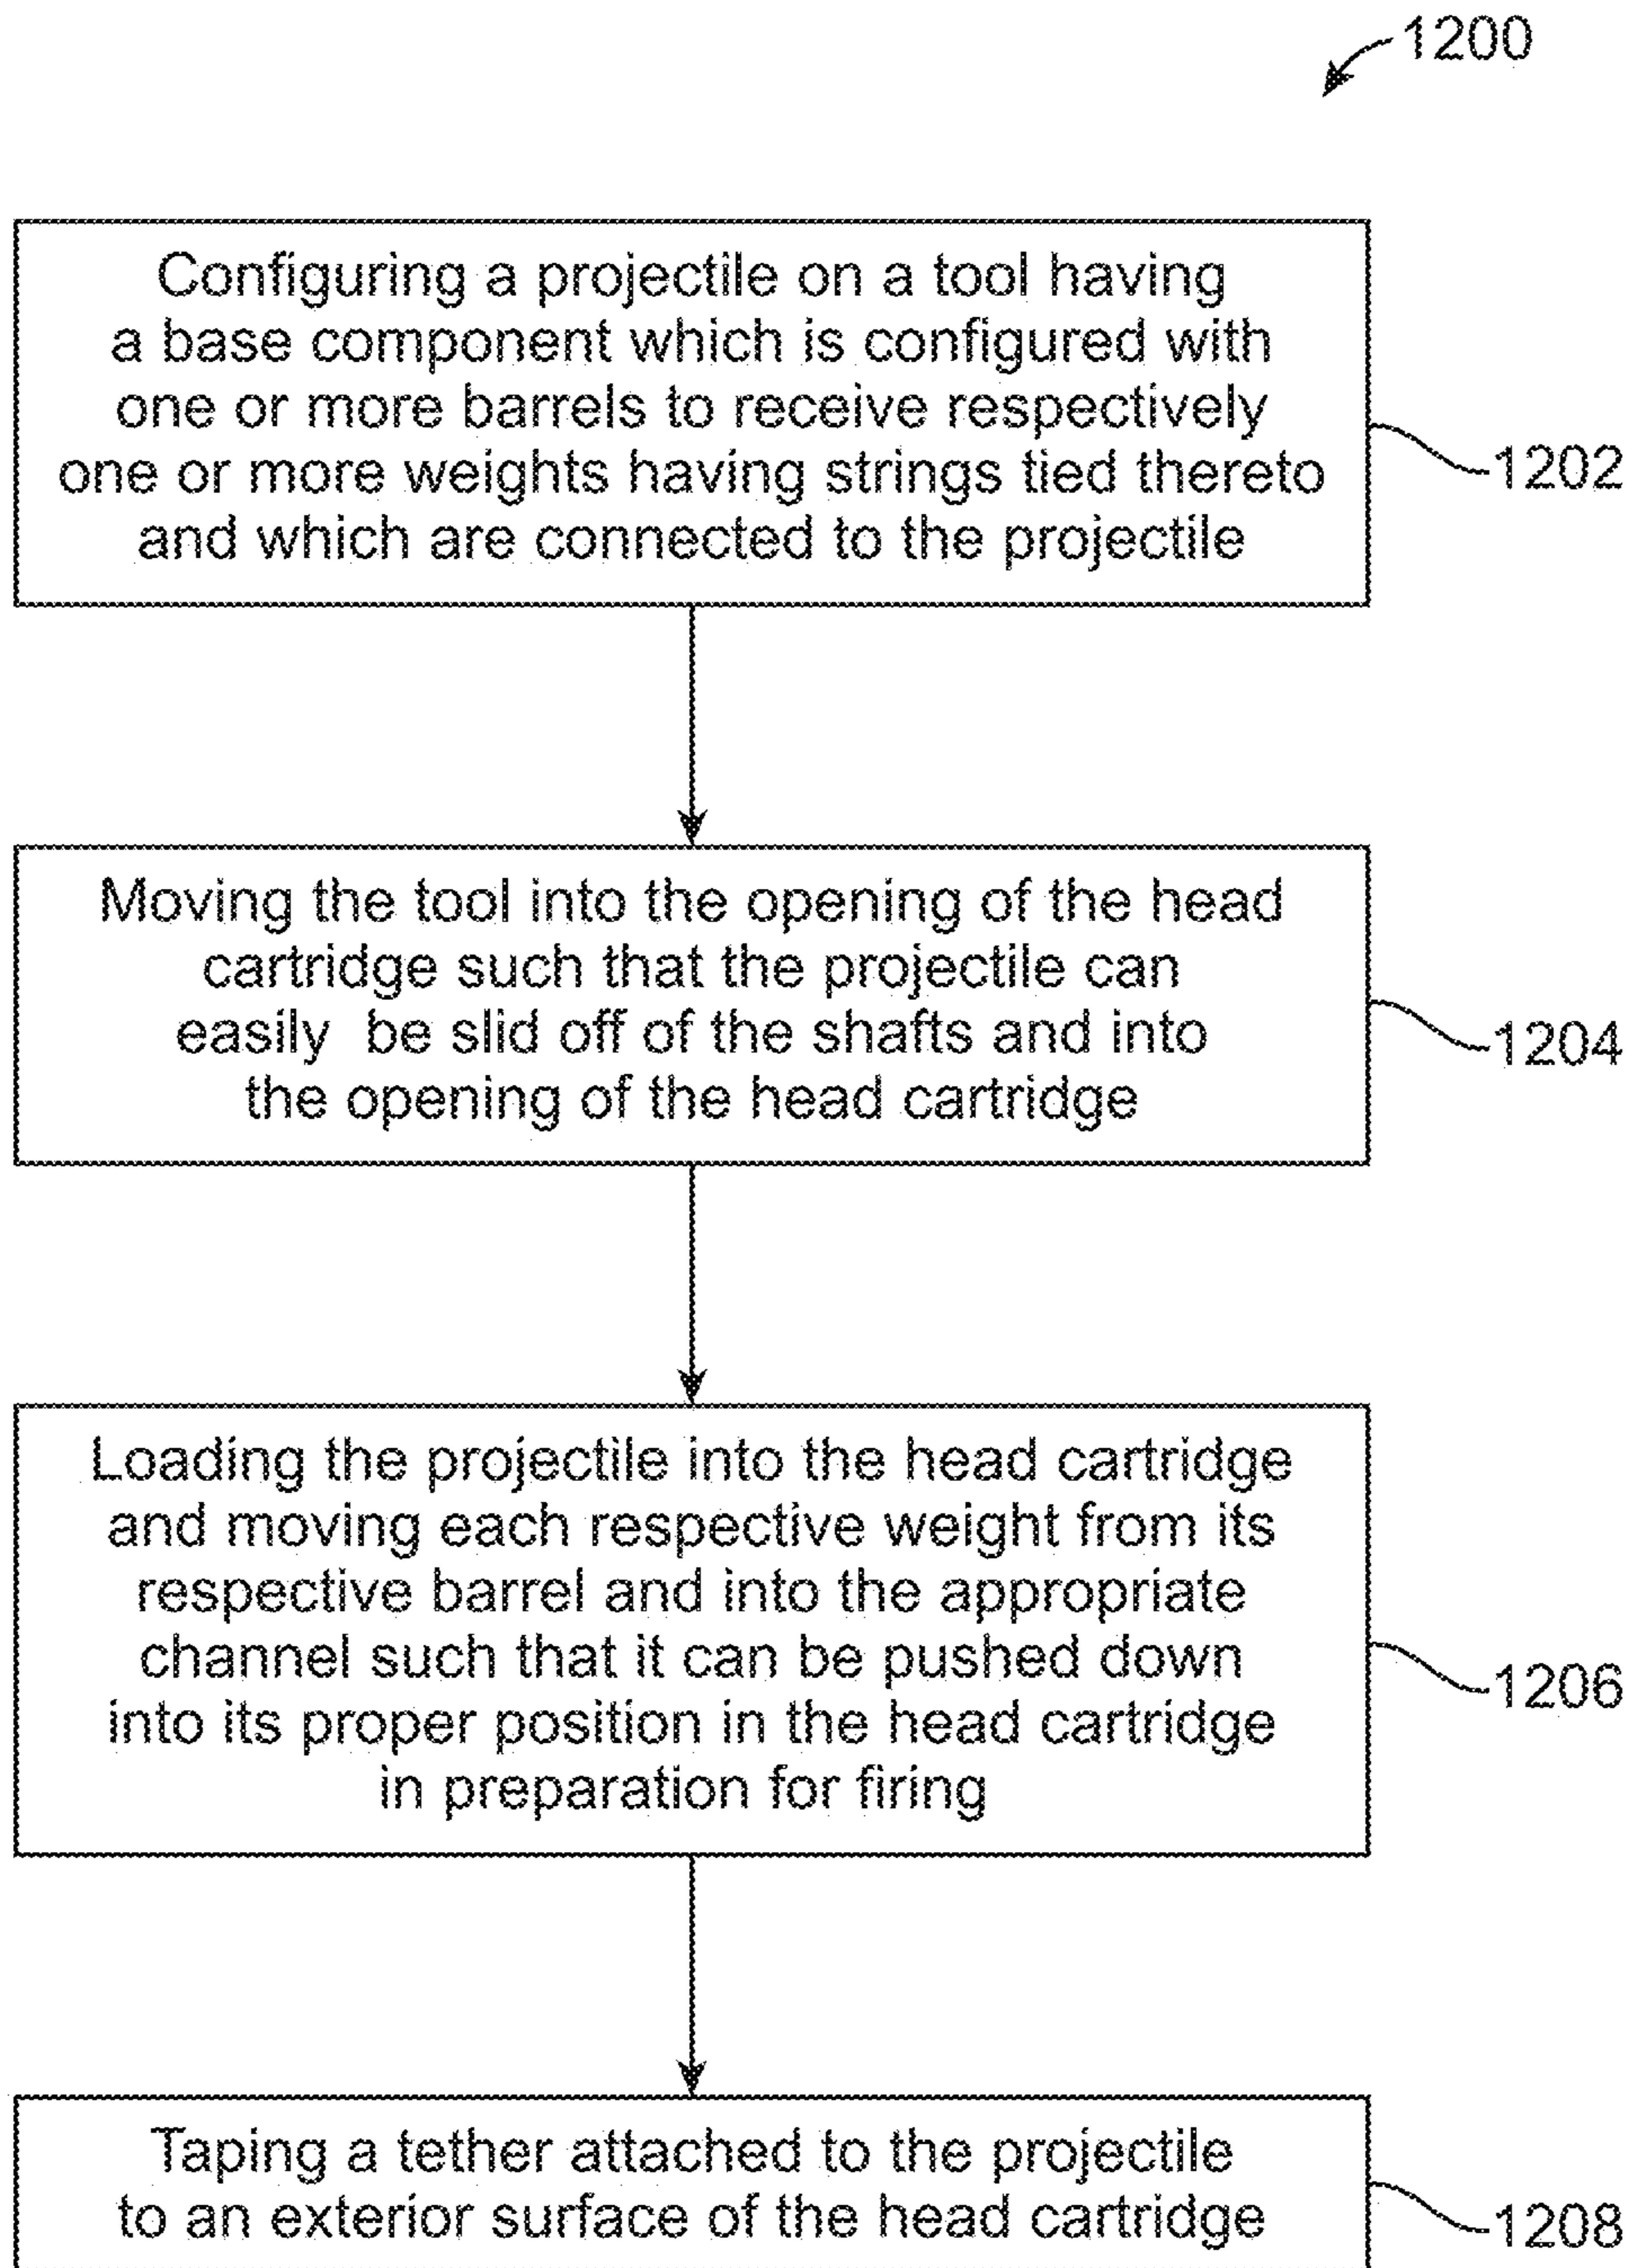 1200
Configuring a projectile on a tool having
a base component which is configured with
one or more barrels to receive respectively
one or more weights having strings tied thereto
and which are connected to the projectile
1202
Moving the tool into the opening of the head
cartridge such that the projectile can
easily be slid off of the shafts and into
the opening of the head cartridge
1204
Loading the projectile into the head cartridge
and moving each respective weight from its
respective barrel and into the appropriate
channel such that it can be pushed down
into its proper position in the head cartridge
in preparation for firing
1206
Taping a tether attached to the projectile
to an exterior surface of the head cartridge
1208